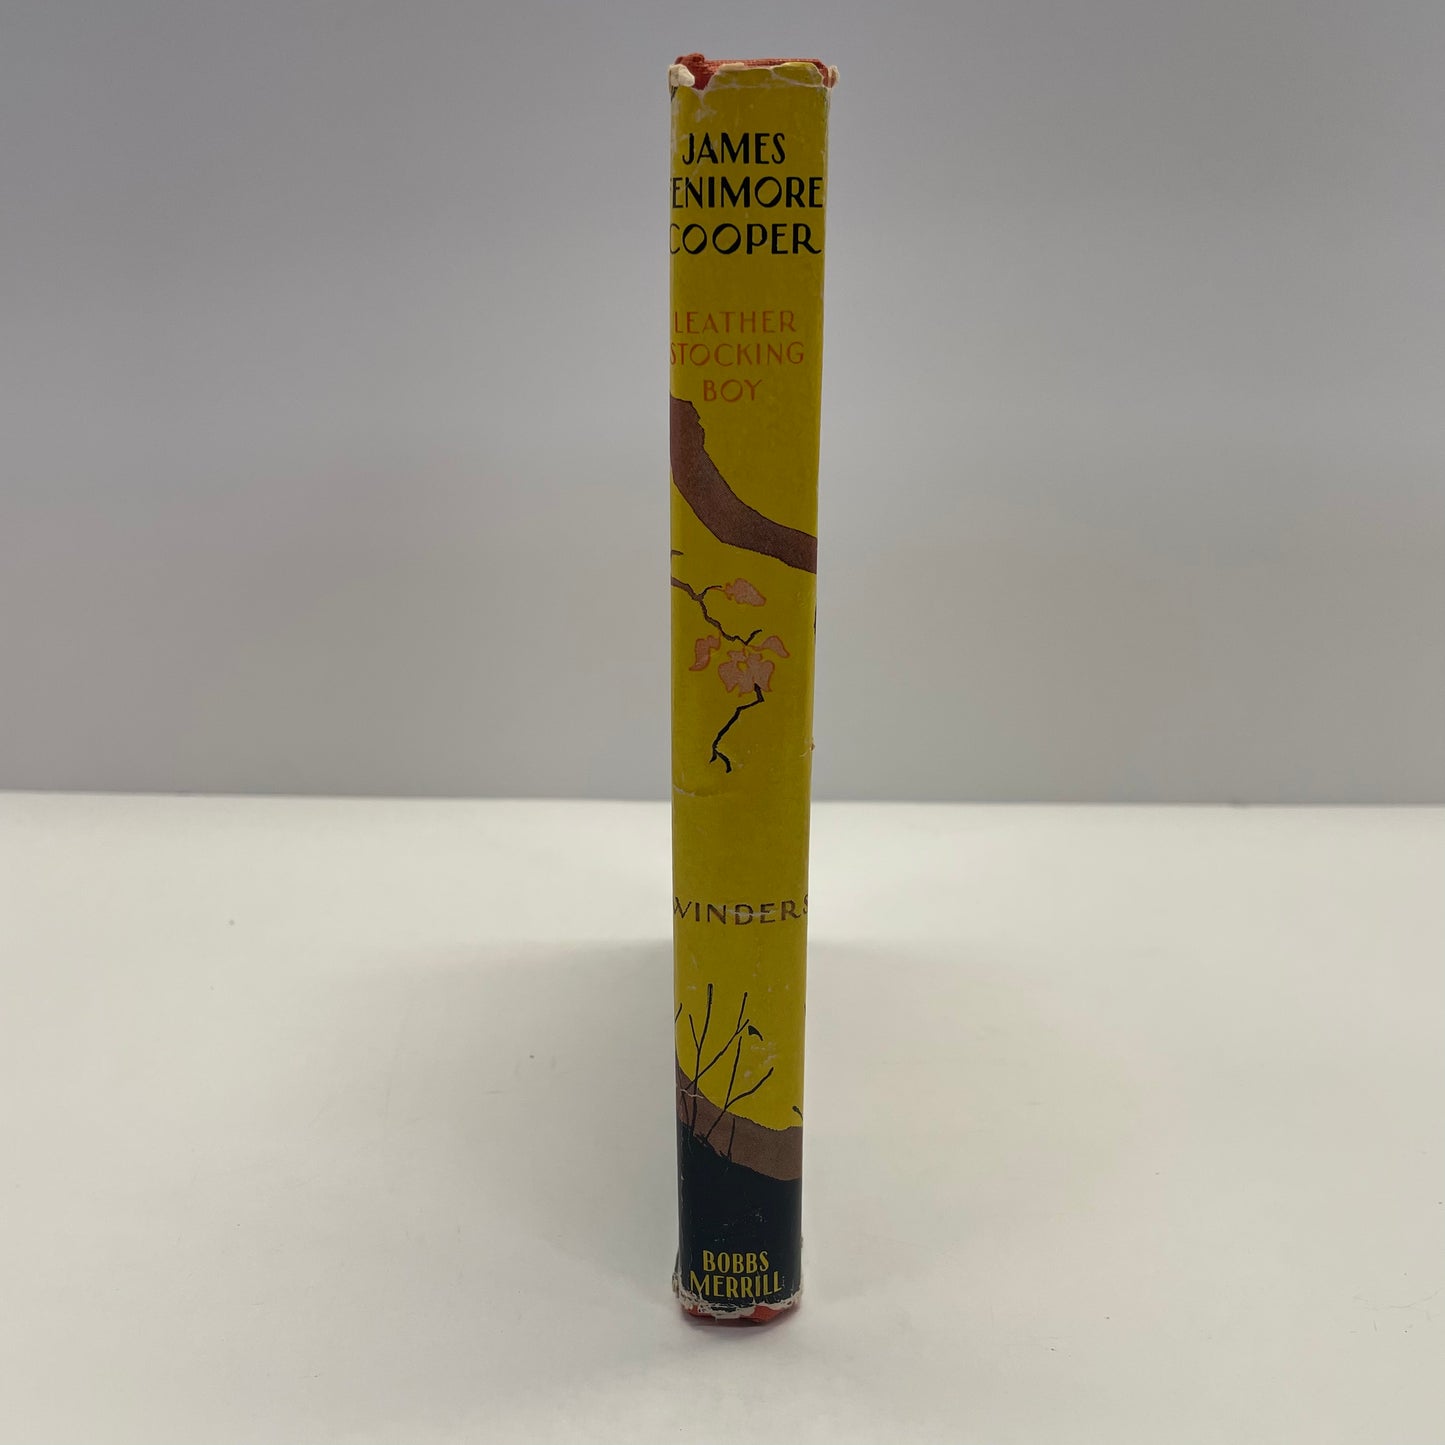 JAMES
FENIMORE
COOPER
LEATHER
STOCKING
BOY
WINDERS
BOBBS
MERRILL